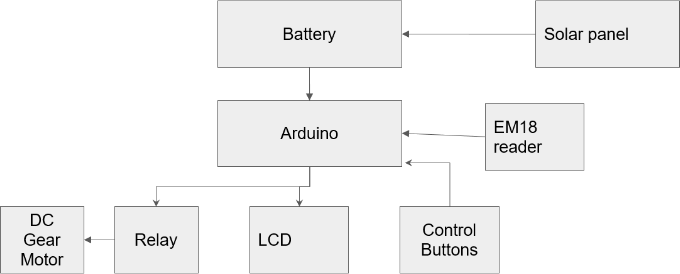 Battery
Solar panel
Arduino
EM18
reader
DC
Gear
Motor
Relay
LCD
Control
Buttons